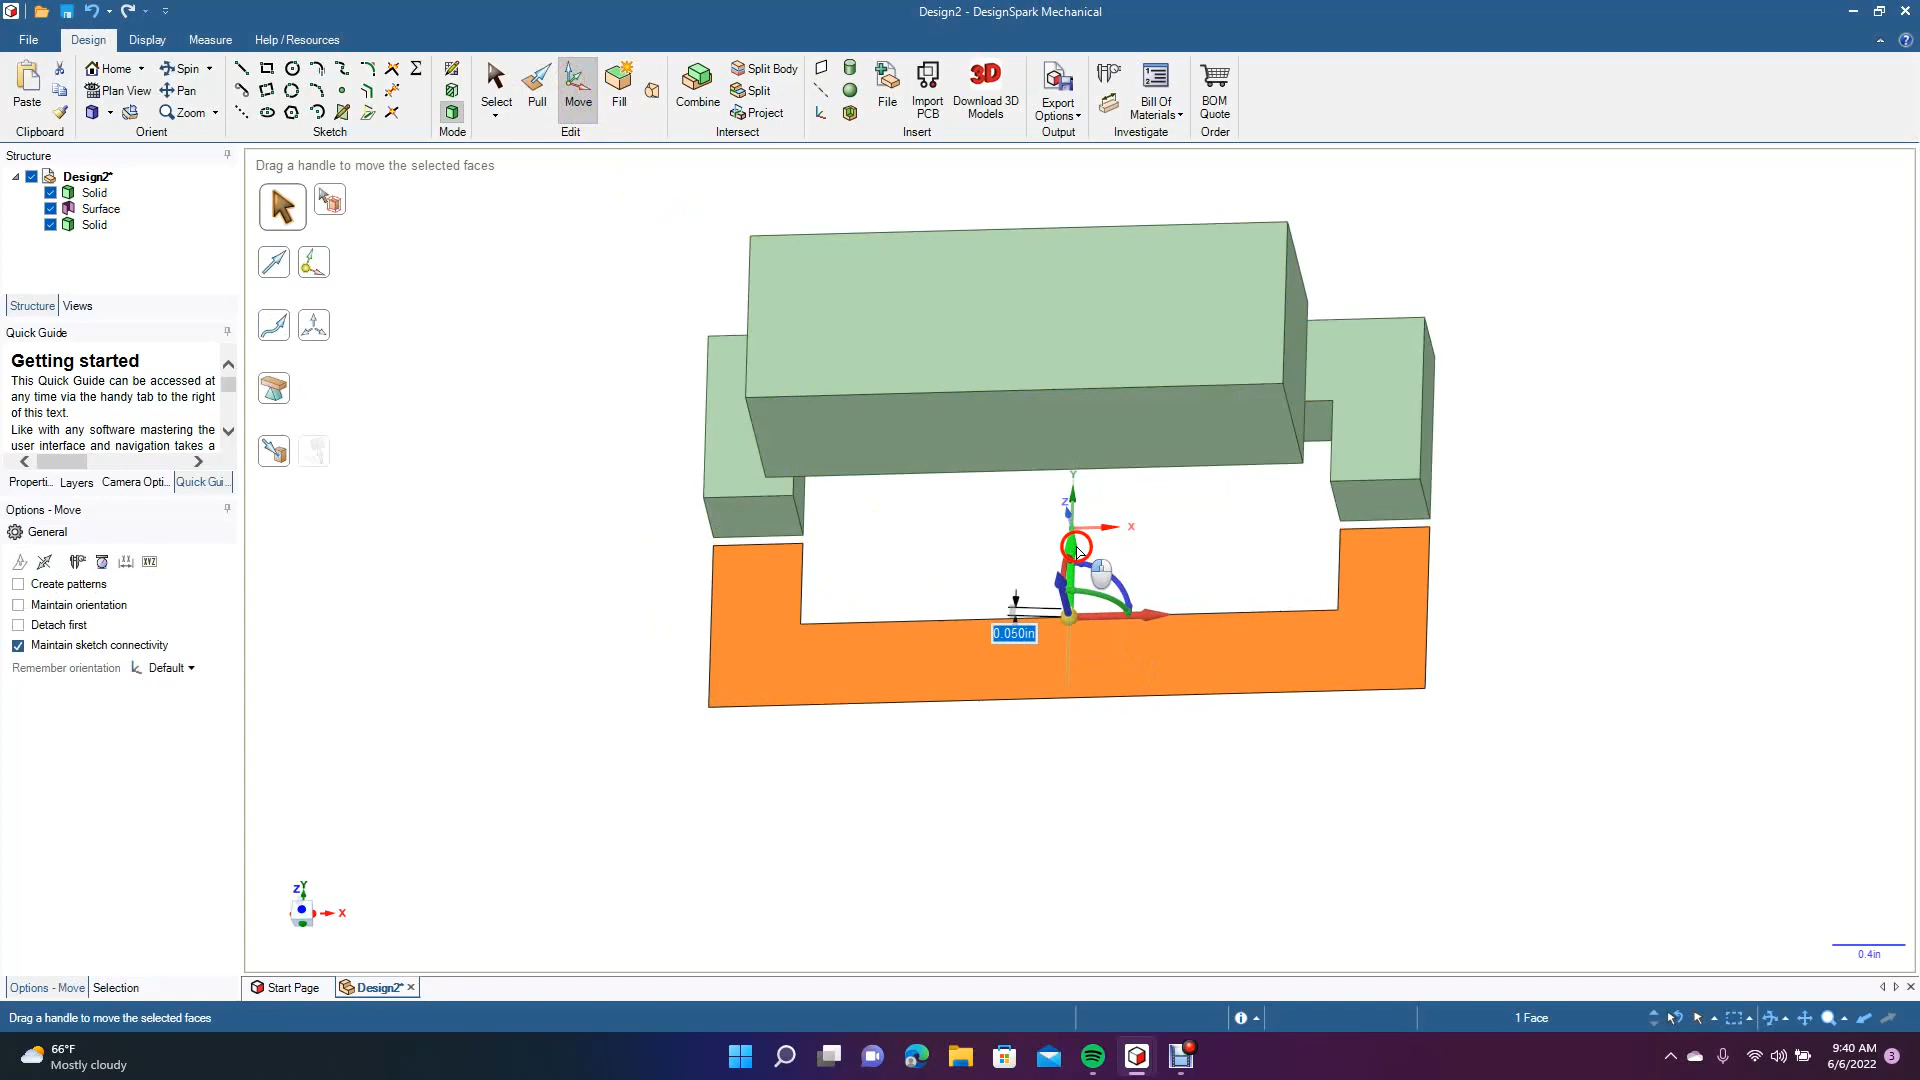 Design2 - DesignSpark Mechanical
File Design Display Measure Help / Resources
Paste
Home Spin
Plan View Pan
Zoom
Select Pull Move Fill
Combine
Split Body
Split
Project
File Import PCB Download 3D Models
3D
Export Options
Bill Of Materials
BOM Quote
Clipboard Orient Sketch Mode Edit Intersect Insert Output Investigate Order
Structure
Design2*
Solid
Surface
Solid
Structure Views
Quick Guide
Getting started
This Quick Guide can be accessed at
any time via the handy tab to the right
of this text.
Like with any software mastering the
user interface and navigation takes a
Properti... Layers Camera Opti... Quick Gui...
Options - Move
General
XYZ
Create patterns
Maintain orientation
Detach first
Maintain sketch connectivity
Remember orientation Default
Options - Move Selection
Drag a handle to move the selected faces
Y
Z
X
0.050in
Z Y
X
0.4in
Start Page Design2*
Drag a handle to move the selected faces
1 Face
66°F
Mostly cloudy
9:40 AM
6/6/2022
3